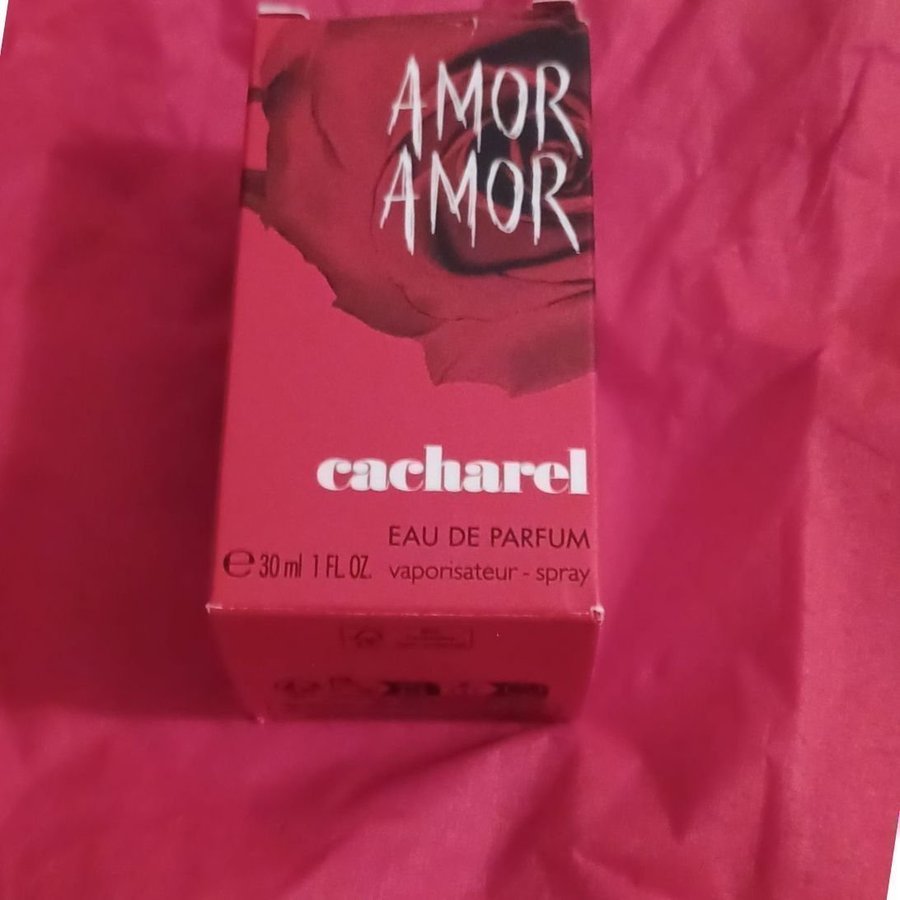 AMOR
AMOR
cacharel
EAU DE PARFUM
℮ 30 ml 1 FL. OZ. vaporisateur - spray